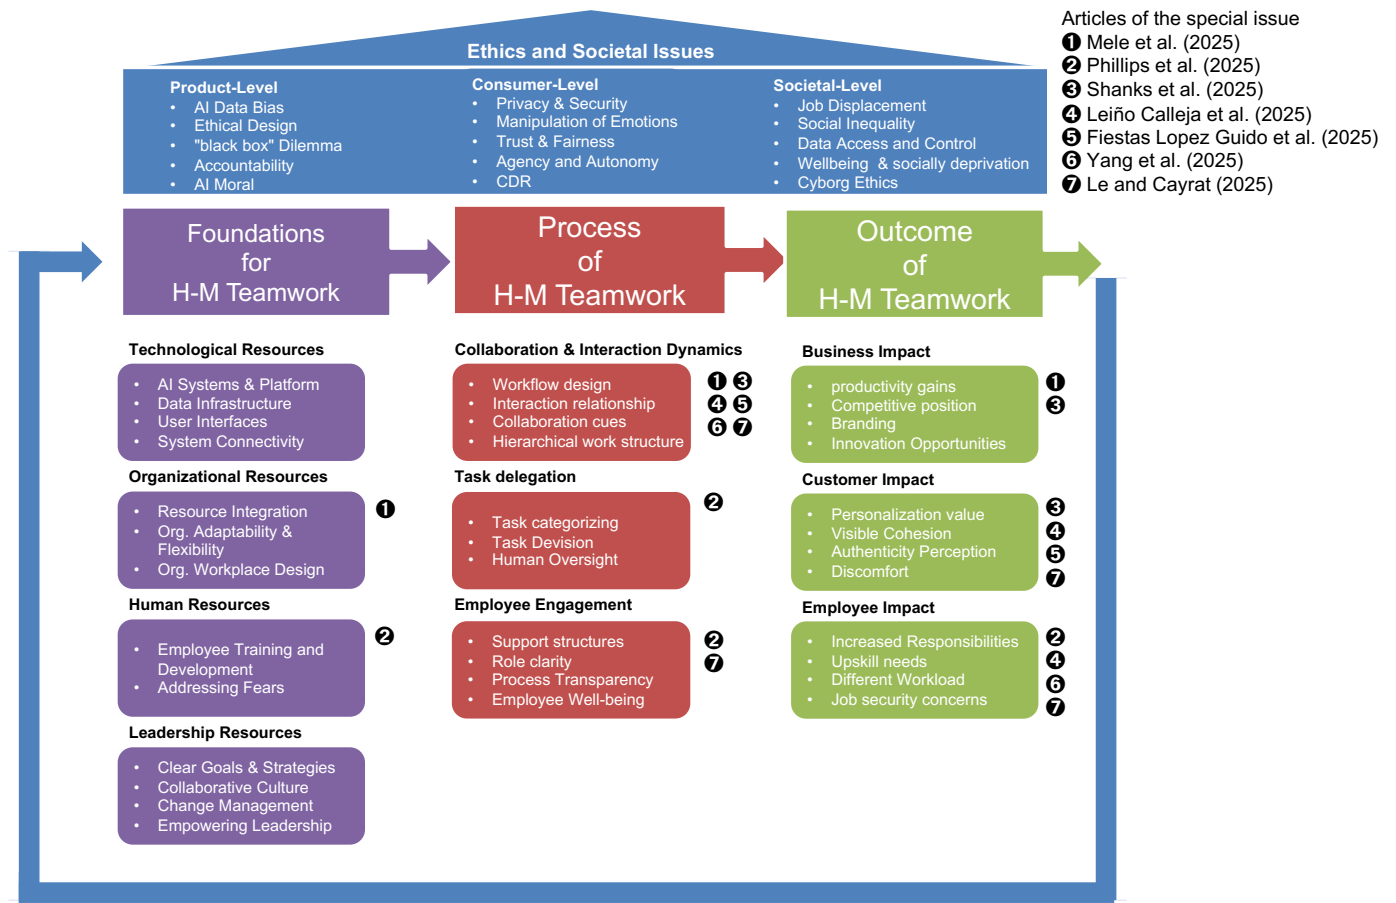 Ethics and Societal Issues
Product-Level
• AI Data Bias
• Ethical Design
• "black box" Dilemma
• Accountability
• AI Moral
Consumer-Level
• Privacy & Security
• Manipulation of Emotions
• Trust & Fairness
• Agency and Autonomy
• CDR
Societal-Level
• Job Displacement
• Social Inequality
• Data Access and Control
• Wellbeing & socially deprivation
• Cyborg Ethics
Articles of the special issue
❶ Mele et al. (2025)
❷ Phillips et al. (2025)
❸ Shanks et al. (2025)
❹ Leiño Calleja et al. (2025)
❺ Fiestas Lopez Guido et al. (2025)
❻ Yang et al. (2025)
❼ Le and Cayrat (2025)
Foundations
for
H-M Teamwork
Process
of
H-M Teamwork
Outcome
of
H-M Teamwork
Technological Resources
• AI Systems & Platform
• Data Infrastructure
• User Interfaces
• System Connectivity
Organizational Resources
• Resource Integration
• Org. Adaptability &
Flexibility
• Org. Workplace Design
❶
Human Resources
• Employee Training and
Development
• Addressing Fears
❷
Leadership Resources
• Clear Goals & Strategies
• Collaborative Culture
• Change Management
• Empowering Leadership
Collaboration & Interaction Dynamics
• Workflow design
• Interaction relationship
• Collaboration cues
• Hierarchical work structure
❶ ❸
❹ ❺
❻ ❼
Task delegation
• Task categorizing
• Task Devision
• Human Oversight
❷
Employee Engagement
• Support structures
• Role clarity
• Process Transparency
• Employee Well-being
❷
❼
Business Impact
• productivity gains
• Competitive position
• Branding
• Innovation Opportunities
❶
❸
Customer Impact
• Personalization value
• Visible Cohesion
• Authenticity Perception
• Discomfort
❸
❹
❺
❼
Employee Impact
• Increased Responsibilities
• Upskill needs
• Different Workload
• Job security concerns
❷
❹
❻
❼